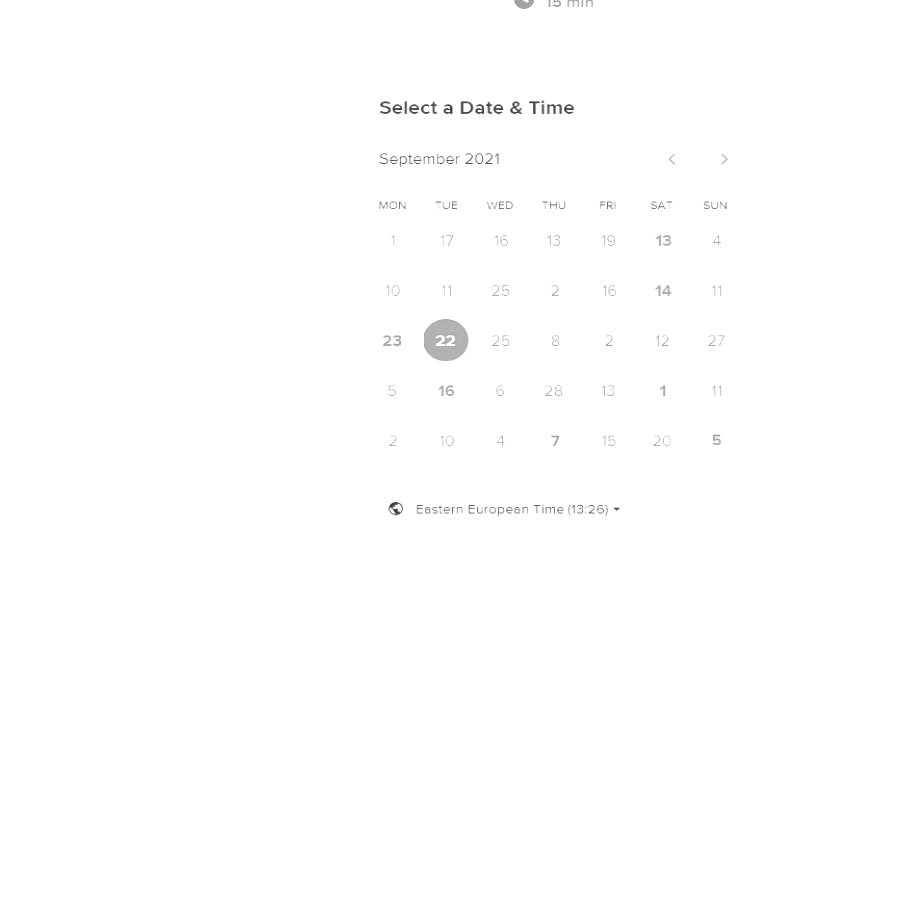 15 min
Select a Date & Time
September 2021
MON TUE WED THU FRI SAT SUN
1 17 16 13 19 13 4
10 11 25 2 16 14 11
23 22 25 8 2 12 27
5 16 6 28 13 1 11
2 10 4 7 15 20 5
Eastern European Time (13:26)